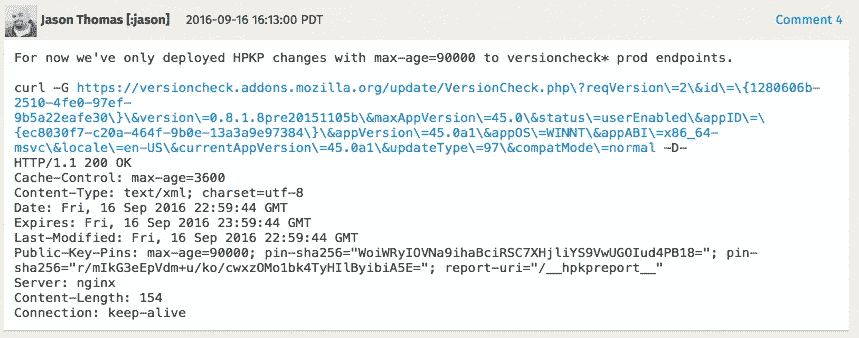 Jason Thomas [:jason] 2016-09-16 16:13:00 PDT Comment 4
For now we've only deployed HPKP changes with max-age=90000 to versioncheck* prod endpoints.
curl -G https://versioncheck.addons.mozilla.org/update/VersionCheck.php\?reqVersion\=2\&id\=\{1280606b-
2510-4fe0-97ef-
9b5a22eafe30\}\&version\=0.8.1.8pre20151105b\&maxAppVersion\=45.0\&status\=userEnabled\&appID\=\
{ec8030f7-c20a-464f-9b0e-13a3a9e97384\}\&appVersion\=45.0a1\&appOS\=WINNT\&appABI\=x86_64-
msvc\&locale\=en-US\&currentAppVersion\=45.0a1\&updateType\=97\&compatMode\=normal -D-
HTTP/1.1 200 OK
Cache-Control: max-age=3600
Content-Type: text/xml; charset=utf-8
Date: Fri, 16 Sep 2016 22:59:44 GMT
Expires: Fri, 16 Sep 2016 23:59:44 GMT
Last-Modified: Fri, 16 Sep 2016 22:59:44 GMT
Public-Key-Pins: max-age=90000; pin-sha256="WoiWRyIOVNa9ihaBciRSC7XHjliYS9VwUGOIud4PB18="; pin-
sha256="r/mIkG3eEpVdm+u/ko/cwxzOMo1bk4TyHIlByibiA5E="; report-uri="/__hpkpreport__"
Server: nginx
Content-Length: 154
Connection: keep-alive